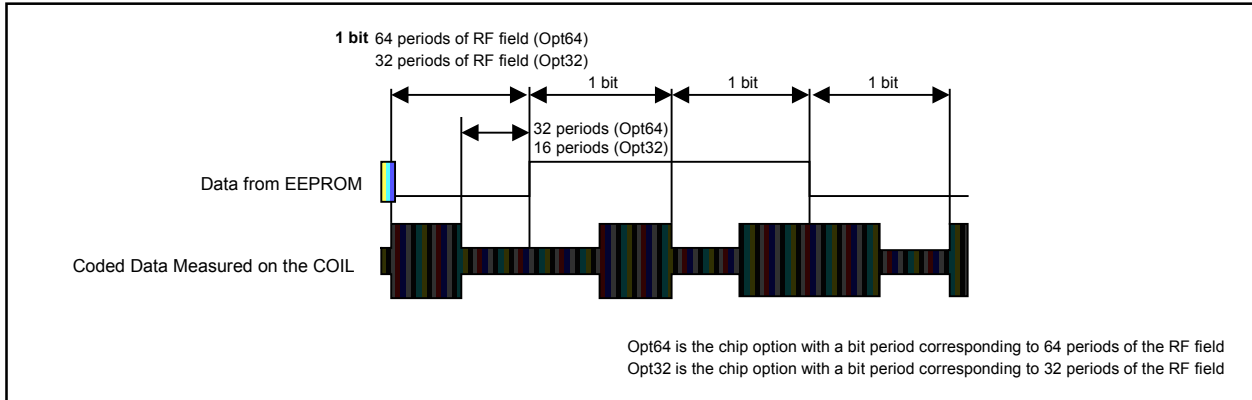 1 bit 64 periods of RF field (Opt64)
32 periods of RF field (Opt32)
1 bit
1 bit
1 bit
32 periods (Opt64)
16 periods (Opt32)
Data from EEPROM
Coded Data Measured on the COIL
Opt64 is the chip option with a bit period corresponding to 64 periods of the RF field
Opt32 is the chip option with a bit period corresponding to 32 periods of the RF field